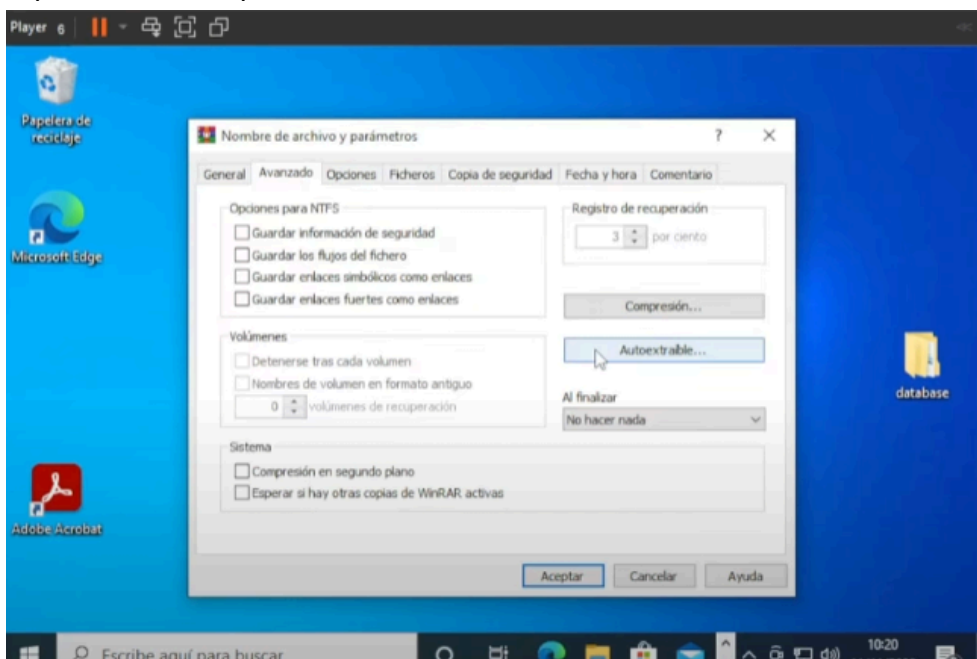 Player 6
Papelera de
reciclaje
Microsoft Edge
Adobe Acrobat
database
Nombre de archivo y parámetros
General Avanzado Opciones Ficheros Copia de seguridad Fecha y hora Comentario
Opciones para NTFS
Guardar información de seguridad
Guardar los flujos del fichero
Guardar enlaces simbólicos como enlaces
Guardar enlaces fuertes como enlaces
Volúmenes
Detenerse tras cada volumen
Nombres de volumen en formato antiguo
0 volúmenes de recuperación
Registro de recuperación
3 por ciento
Compresión...
Autoextraíble...
Al finalizar
No hacer nada
Sistema
Compresión en segundo plano
Esperar si hay otras copias de WinRAR activas
Aceptar Cancelar Ayuda
Escribe aquí para buscar
10:20